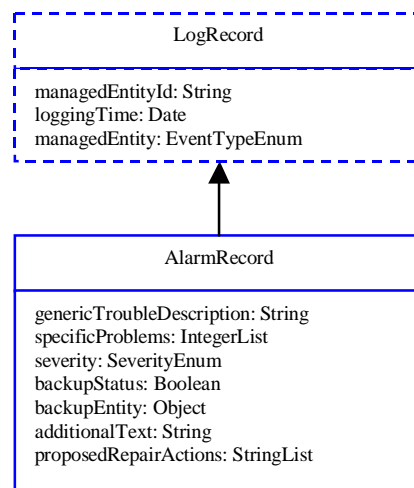 LogRecord
managedEntityId: String
loggingTime: Date
managedEntity: EventTypeEnum
AlarmRecord
genericTroubleDescription: String
specificProblems: IntegerList
severity: SeverityEnum
backupStatus: Boolean
backupEntity: Object
additionalText: String
proposedRepairActions: StringList